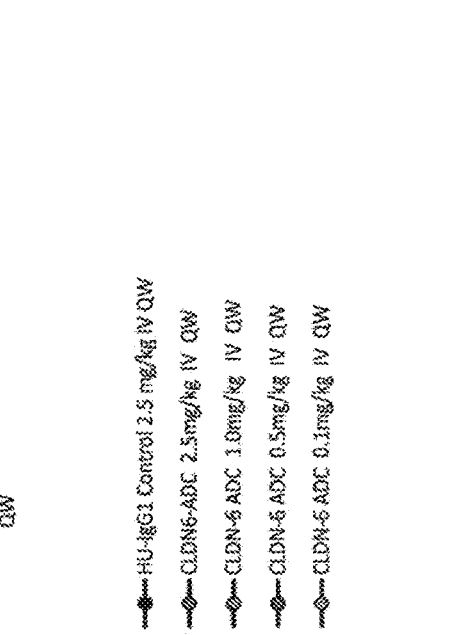 QW
HU-IgG1 Control 2.5 mg/kg IV QW
CLDN6-ADC 2.5mg/kg IV QW
CLDN-6 ADC 1.0mg/kg IV QW
CLDN-6 ADC 0.5mg/kg IV QW
CLDN-6 ADC 0.1mg/kg IV QW